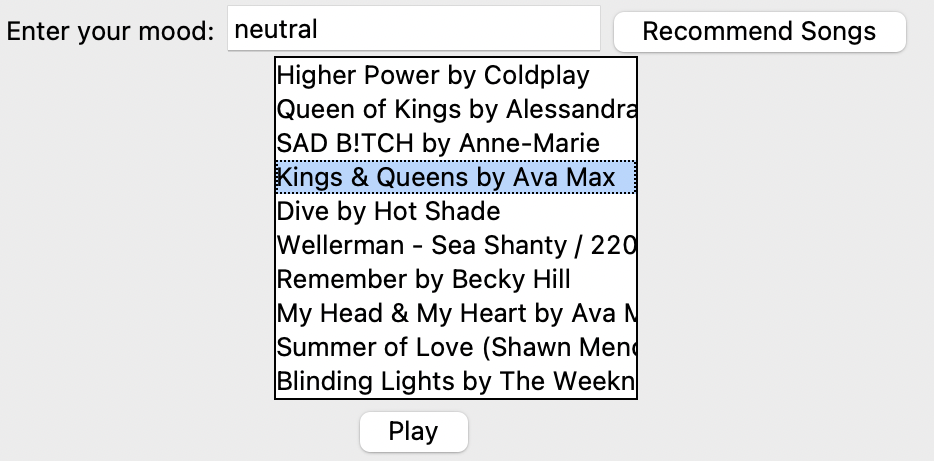 Enter your mood: neutral Recommend Songs
Higher Power by Coldplay
Queen of Kings by Alessandra
SAD B!TCH by Anne-Marie
Kings & Queens by Ava Max
Dive by Hot Shade
Wellerman - Sea Shanty / 220
Remember by Becky Hill
My Head & My Heart by Ava
Summer of Love (Shawn Mend
Blinding Lights by The Weekn
Play